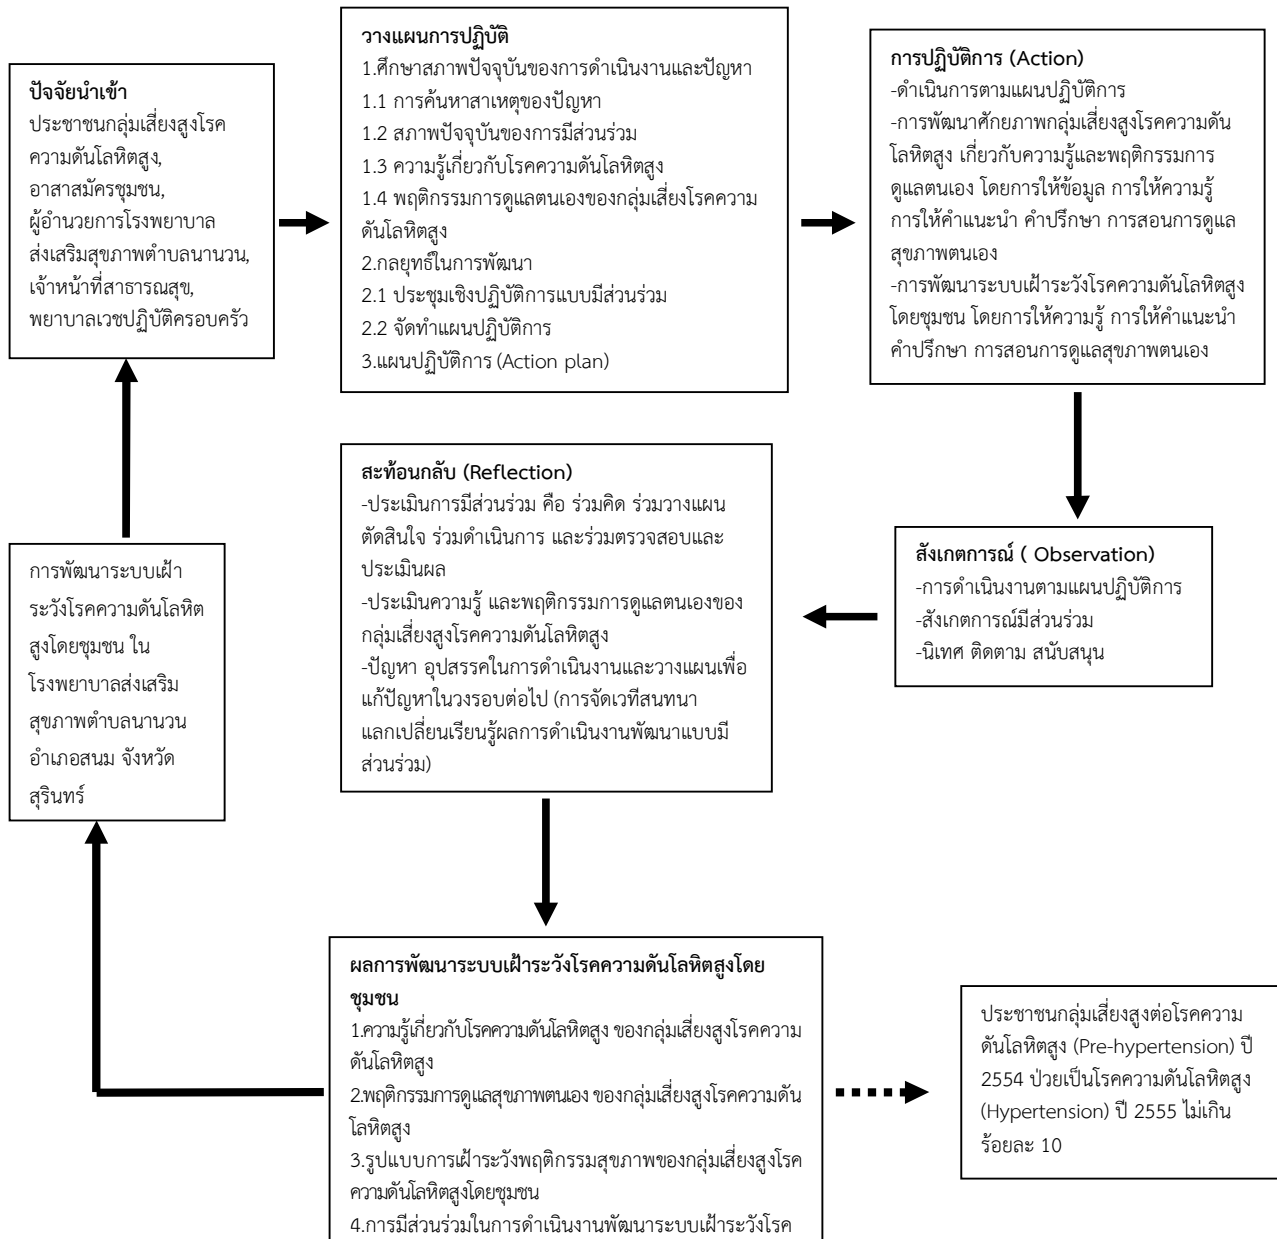 ปัจจัยนำเข้า
ประชาชนกลุ่มเสี่ยงสูงโรค
ความดันโลหิตสูง,
อาสาสมัครชุมชน,
ผู้อำนวยการโรงพยาบาล
ส่งเสริมสุขภาพตำบลนานวน,
เจ้าหน้าที่สาธารณสุข,
พยาบาลเวชปฏิบัติครอบครัว
วางแผนการปฏิบัติ
1.ศึกษาสภาพปัจจุบันของการดำเนินงานและปัญหา
1.1 การค้นหาสาเหตุของปัญหา
1.2 สภาพปัจจุบันของการมีส่วนร่วม
1.3 ความรู้เกี่ยวกับโรคความดันโลหิตสูง
1.4 พฤติกรรมการดูแลตนเองของกลุ่มเสี่ยงโรคความ
ดันโลหิตสูง
2.กลยุทธ์ในการพัฒนา
2.1 ประชุมเชิงปฏิบัติการแบบมีส่วนร่วม
2.2 จัดทำแผนปฏิบัติการ
3.แผนปฏิบัติการ (Action plan)
การปฏิบัติการ (Action)
-ดำเนินการตามแผนปฏิบัติการ
-การพัฒนาศักยภาพกลุ่มเสี่ยงสูงโรคความดัน
โลหิตสูง เกี่ยวกับความรู้และพฤติกรรมการ
ดูแลตนเอง โดยการให้ข้อมูล การให้ความรู้
การให้คำแนะนำ คำปรึกษา การสอนการดูแล
สุขภาพตนเอง
-การพัฒนาระบบเฝ้าระวังโรคความดันโลหิตสูง
โดยชุมชน โดยการให้ความรู้ การให้คำแนะนำ
คำปรึกษา การสอนการดูแลสุขภาพตนเอง
สังเกตการณ์ ( Observation)
-การดำเนินงานตามแผนปฏิบัติการ
-สังเกตการณ์มีส่วนร่วม
-นิเทศ ติดตาม สนับสนุน
สะท้อนกลับ (Reflection)
-ประเมินการมีส่วนร่วม คือ ร่วมคิด ร่วมวางแผน
ตัดสินใจ ร่วมดำเนินการ และร่วมตรวจสอบและ
ประเมินผล
-ประเมินความรู้ และพฤติกรรมการดูแลตนเองของ
กลุ่มเสี่ยงสูงโรคความดันโลหิตสูง
-ปัญหา อุปสรรคในการดำเนินงานและวางแผนเพื่อ
แก้ปัญหาในวงรอบต่อไป (การจัดเวทีสนทนา
แลกเปลี่ยนเรียนรู้ผลการดำเนินงานพัฒนาแบบมี
ส่วนร่วม)
การพัฒนาระบบเฝ้า
ระวังโรคความดันโลหิต
สูงโดยชุมชน ใน
โรงพยาบาลส่งเสริม
สุขภาพตำบลนานวน
อำเภอสนม จังหวัด
สุรินทร์
ผลการพัฒนาระบบเฝ้าระวังโรคความดันโลหิตสูงโดย
ชุมชน
1.ความรู้เกี่ยวกับโรคความดันโลหิตสูง ของกลุ่มเสี่ยงสูงโรคความ
ดันโลหิตสูง
2.พฤติกรรมการดูแลสุขภาพตนเอง ของกลุ่มเสี่ยงสูงโรคความดัน
โลหิตสูง
3.รูปแบบการเฝ้าระวังพฤติกรรมสุขภาพของกลุ่มเสี่ยงสูงโรค
ความดันโลหิตสูงโดยชุมชน
4.การมีส่วนร่วมในการดำเนินงานพัฒนาระบบเฝ้าระวังโรค
ประชาชนกลุ่มเสี่ยงสูงต่อโรคความ
ดันโลหิตสูง (Pre-hypertension) ปี
2554 ป่วยเป็นโรคความดันโลหิตสูง
(Hypertension) ปี 2555 ไม่เกิน
ร้อยละ 10